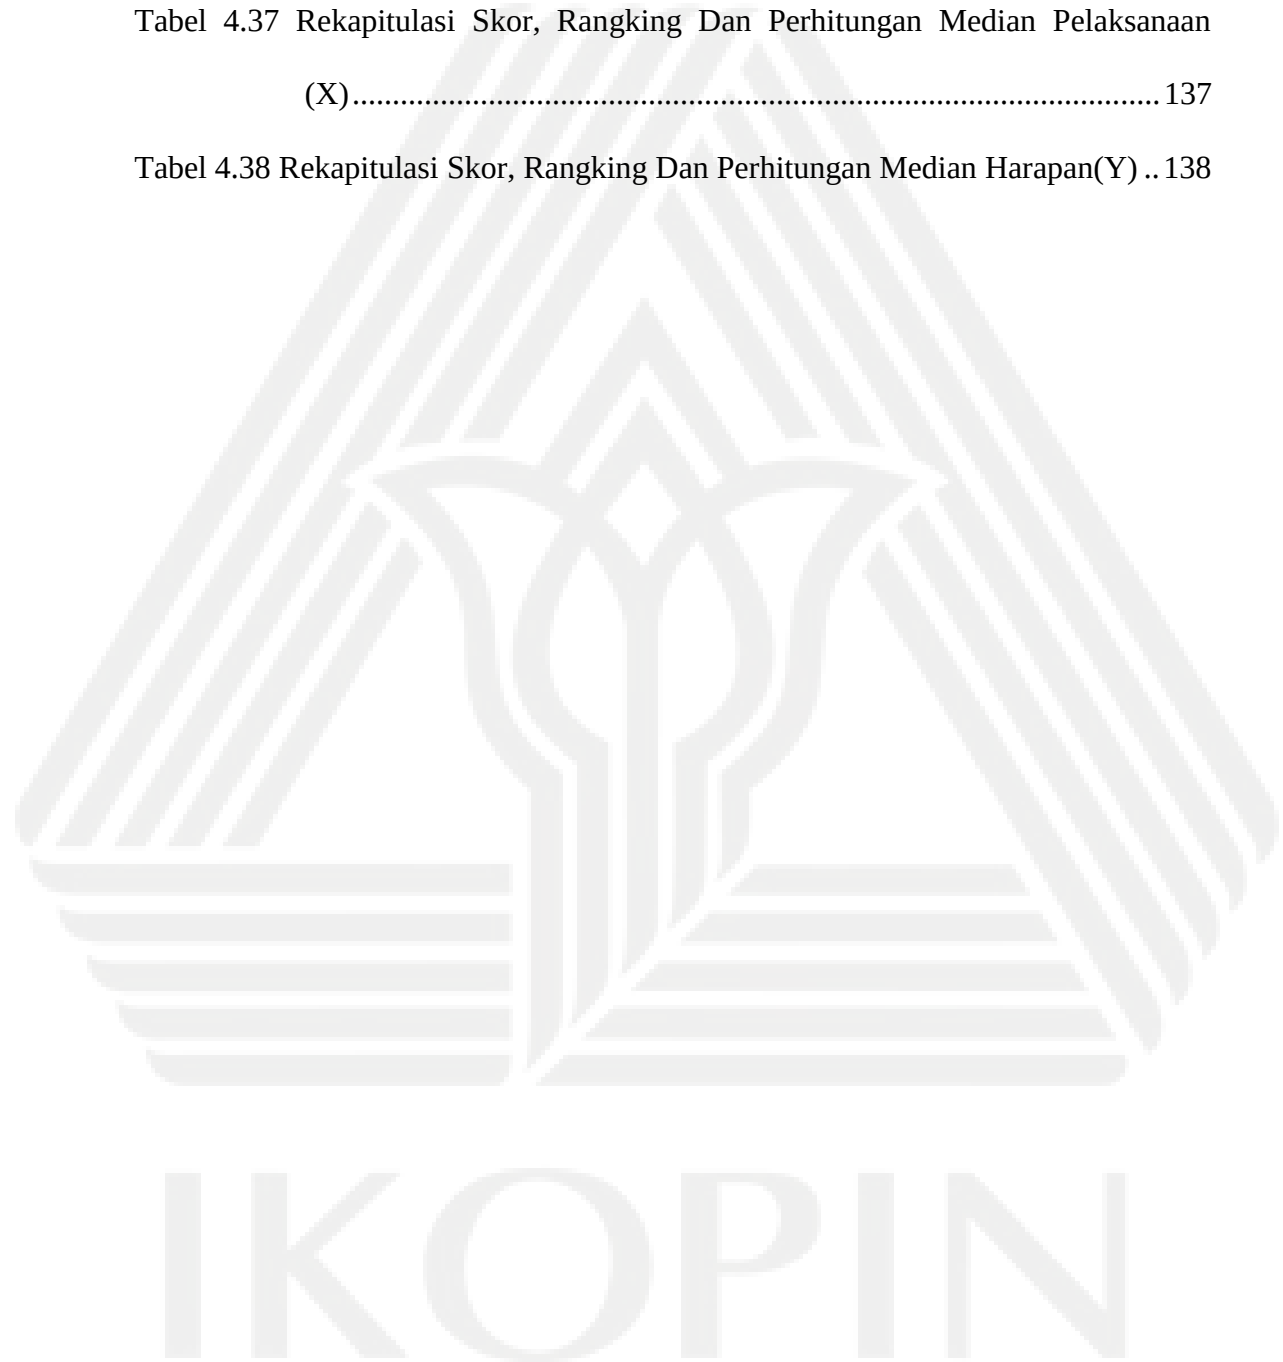 Tabel 4.37 Rekapitulasi Skor, Rangking Dan Perhitungan Median Pelaksanaan
(X) ..................................................................................................... 137
Tabel 4.38 Rekapitulasi Skor, Rangking Dan Perhitungan Median Harapan(Y) .. 138
IKOPIN